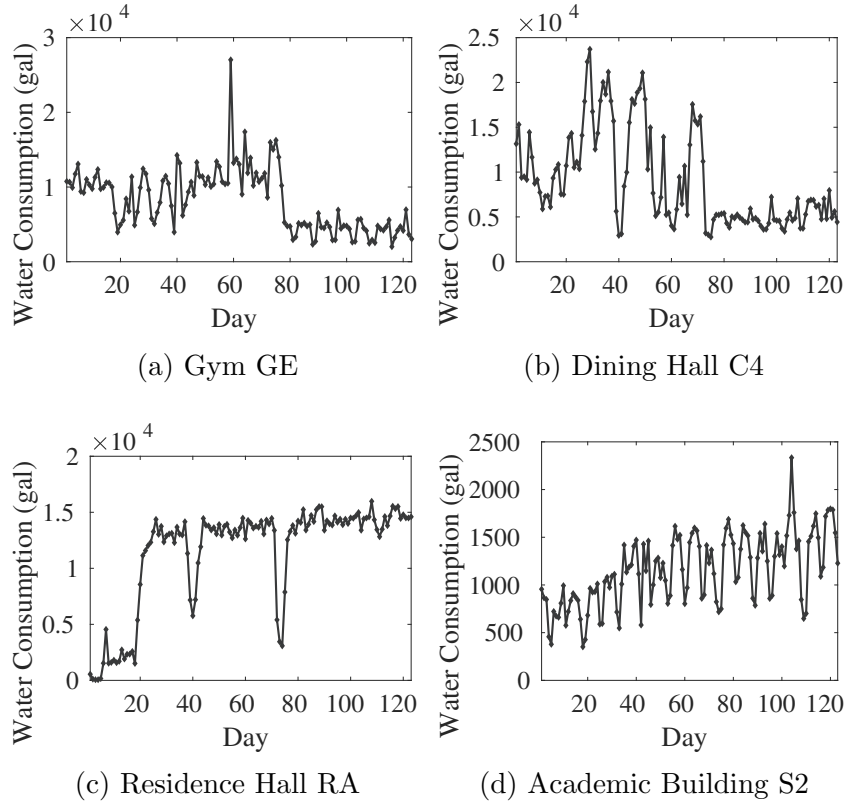 ×10 4
3
2
1
0
Water Consumption (gal)
20 40 60 80 100 120
Day
(a) Gym GE
×10 4
2.5
2
1.5
1
0.5
0
Water Consumption (gal)
20 40 60 80 100 120
Day
(b) Dining Hall C4
×10 4
2
1.5
1
0.5
0
Water Consumption (gal)
20 40 60 80 100 120
Day
(c) Residence Hall RA
2500
2000
1500
1000
500
0
Water Consumption (gal)
20 40 60 80 100 120
Day
(d) Academic Building S2